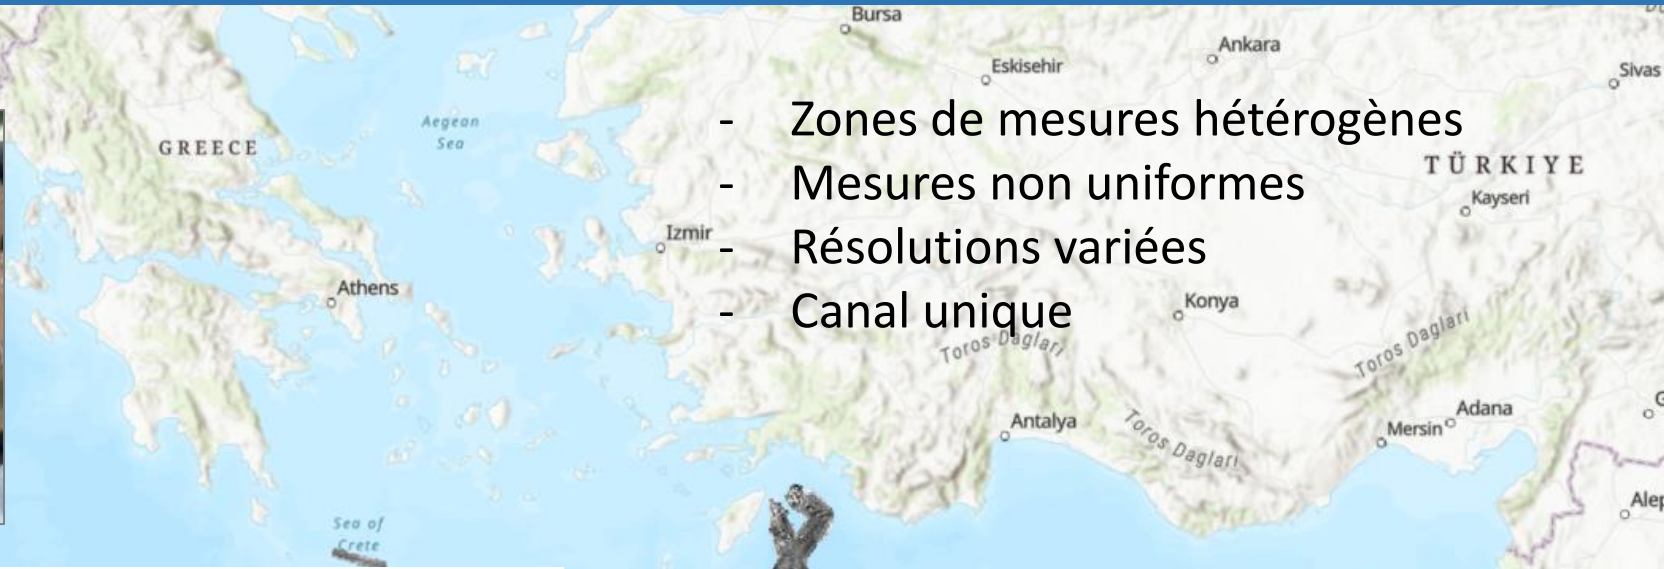 Bursa
Ankara
Eskisehir
Sivas
- Zones de mesures hétérogènes
Aegean
Sea
GREECE
TÜRKIYE
- Mesures non uniformes
Kayseri
Izmir
- Résolutions variées
Athens
Konya
- Canal unique
Toros Daglari
Toros Daglari
Adana
Antalya
Mersin
Toros Daglari
Sea of
Crete